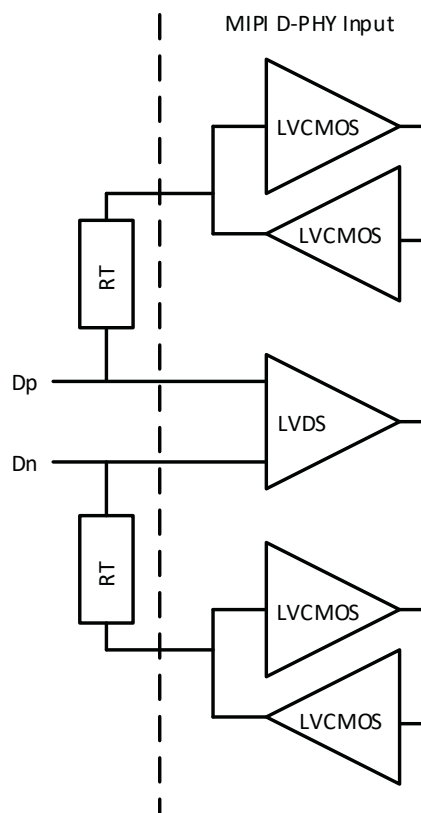 MIPI D-PHY Input
LVCMOS
LVCMOS
RT
Dp
LVDS
Dn
RT
LVCMOS
LVCMOS